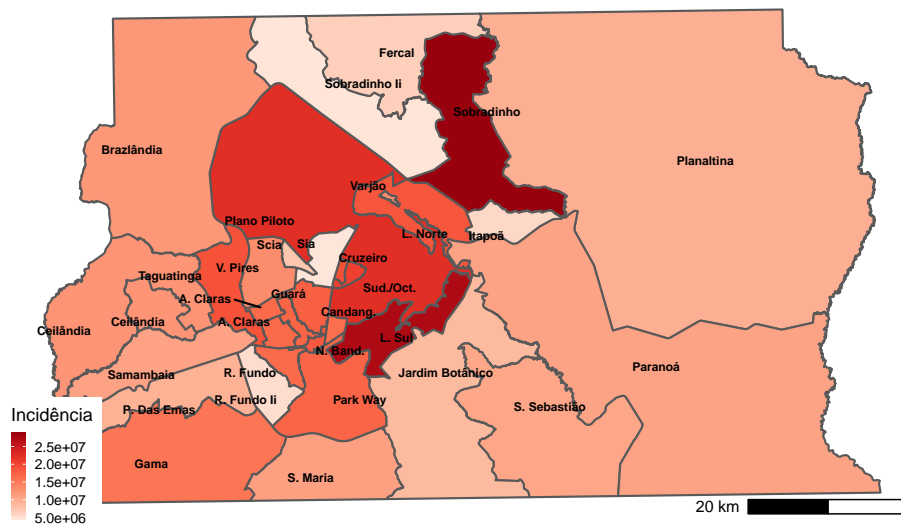 Fercal
Sobradinho Ii
Sobradinho
Brazlândia
Planaltina
Varjão
Plano Piloto
L. Norte
Itapoã
Scia
Sia
Cruzeiro
V. Pires
Taguatinga
Guará
Sud./Oct.
A. Claras
Candang.
Ceilândia
Ceilândia
A. Claras
L. Sul
N. Band.
Samambaia
R. Fundo
Jardim Botânico
Paranoá
R. Fundo Ii
Park Way
P. Das Emas
S. Sebastião
Gama
S. Maria
Incidência
2.5e+07
2.0e+07
1.5e+07
1.0e+07
5.0e+06
20 km